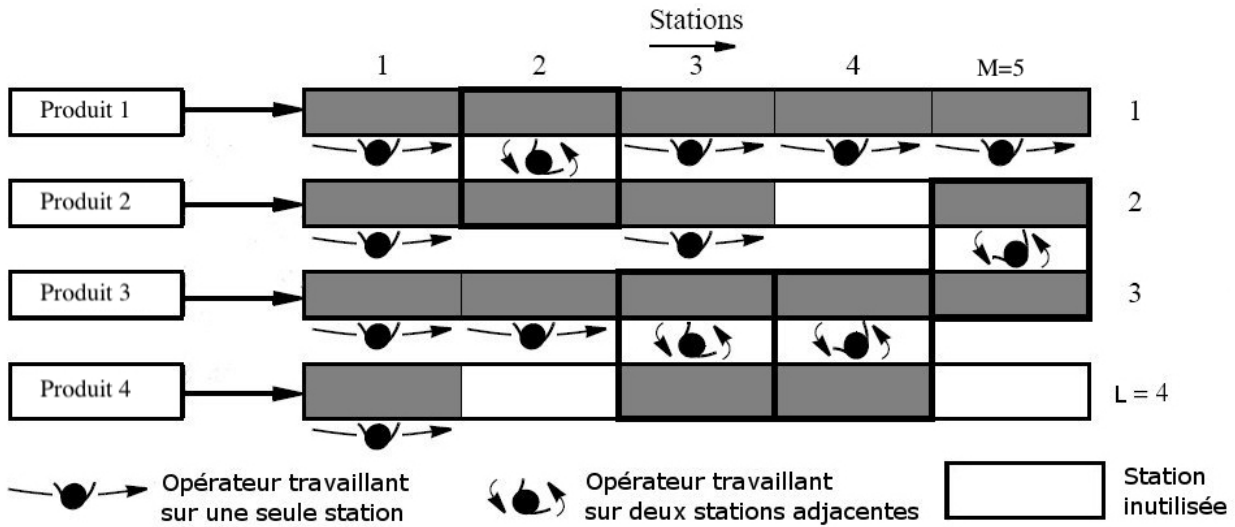 Stations
1 2 3 4 M=5
Produit 1
1
Produit 2
2
Produit 3
3
Produit 4
L = 4
Opérateur travaillant
sur une seule station
Opérateur travaillant
sur deux stations adjacentes
Station
inutilisée